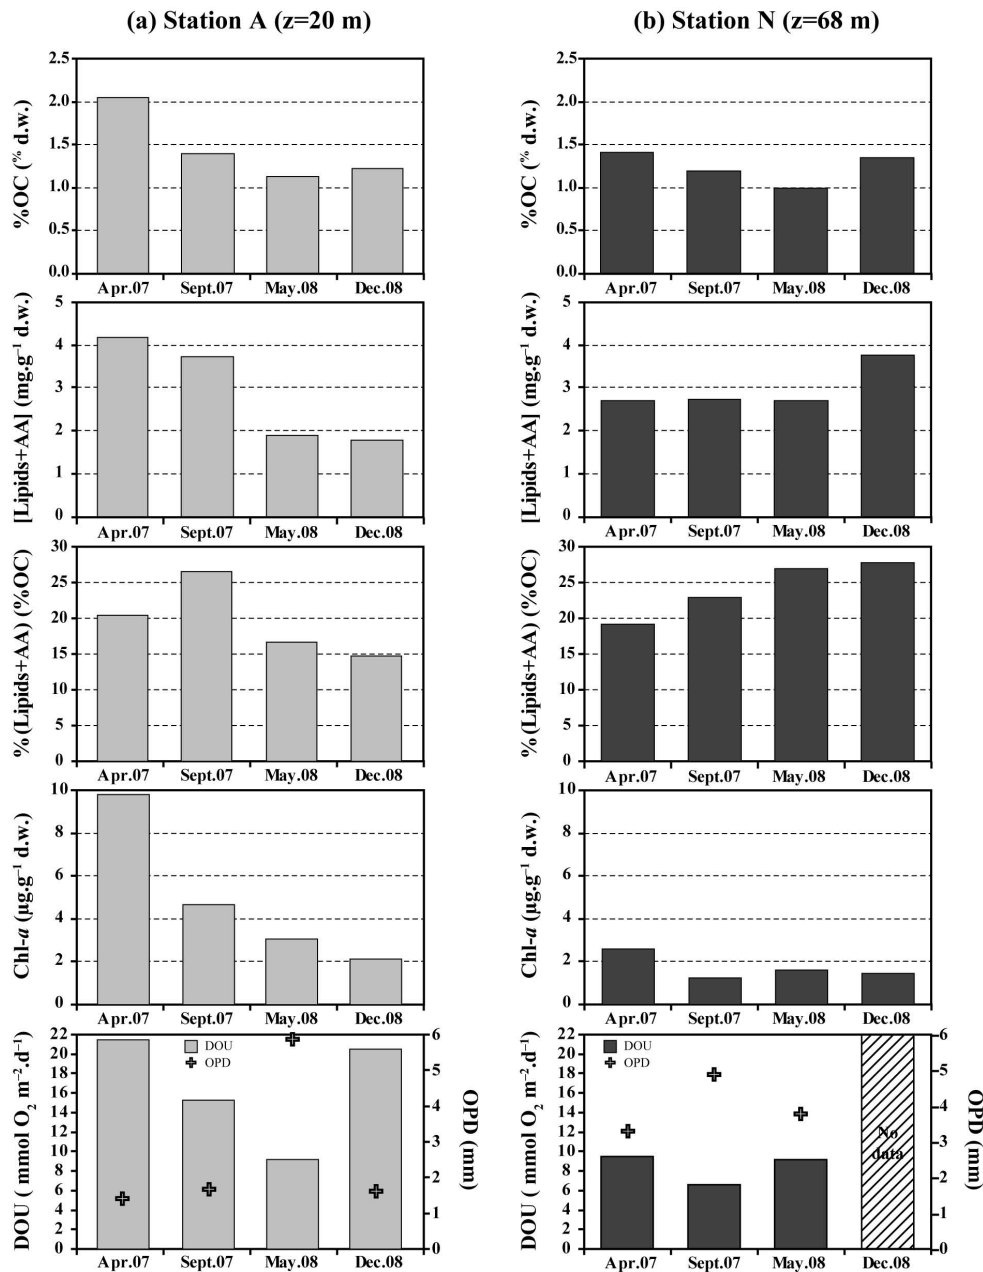 (a) Station A (z=20 m)
(b) Station N (z=68 m)
%OC (% d.w.)
2.5
2.0
1.5
1.0
0.5
0.0
Apr.07 Sept.07 May.08 Dec.08
%OC (% d.w.)
2.5
2.0
1.5
1.0
0.5
0.0
Apr.07 Sept.07 May.08 Dec.08
[Lipids+AA] (mg.g⁻¹ d.w.)
5
4
3
2
1
0
Apr.07 Sept.07 May.08 Dec.08
[Lipids+AA] (mg.g⁻¹ d.w.)
5
4
3
2
1
0
Apr.07 Sept.07 May.08 Dec.08
%(Lipids+AA) (%OC)
30
25
20
15
10
5
0
Apr.07 Sept.07 May.08 Dec.08
%(Lipids+AA) (%OC)
30
25
20
15
10
5
0
Apr.07 Sept.07 May.08 Dec.08
Chl-a (µg.g⁻¹ d.w.)
10
8
6
4
2
0
Apr.07 Sept.07 May.08 Dec.08
Chl-a (µg.g⁻¹ d.w.)
10
8
6
4
2
0
Apr.07 Sept.07 May.08 Dec.08
DOU ( mmol O₂ m⁻².d⁻¹)
22
20
18
16
14
12
10
8
6
4
2
0
DOU
OPD
6
5
4
3
2
1
0
OPD (mm)
Apr.07 Sept.07 May.08 Dec.08
DOU ( mmol O₂ m⁻².d⁻¹)
22
20
18
16
14
12
10
8
6
4
2
0
DOU
OPD
No
data
6
5
4
3
2
1
0
OPD (mm)
Apr.07 Sept.07 May.08 Dec.08